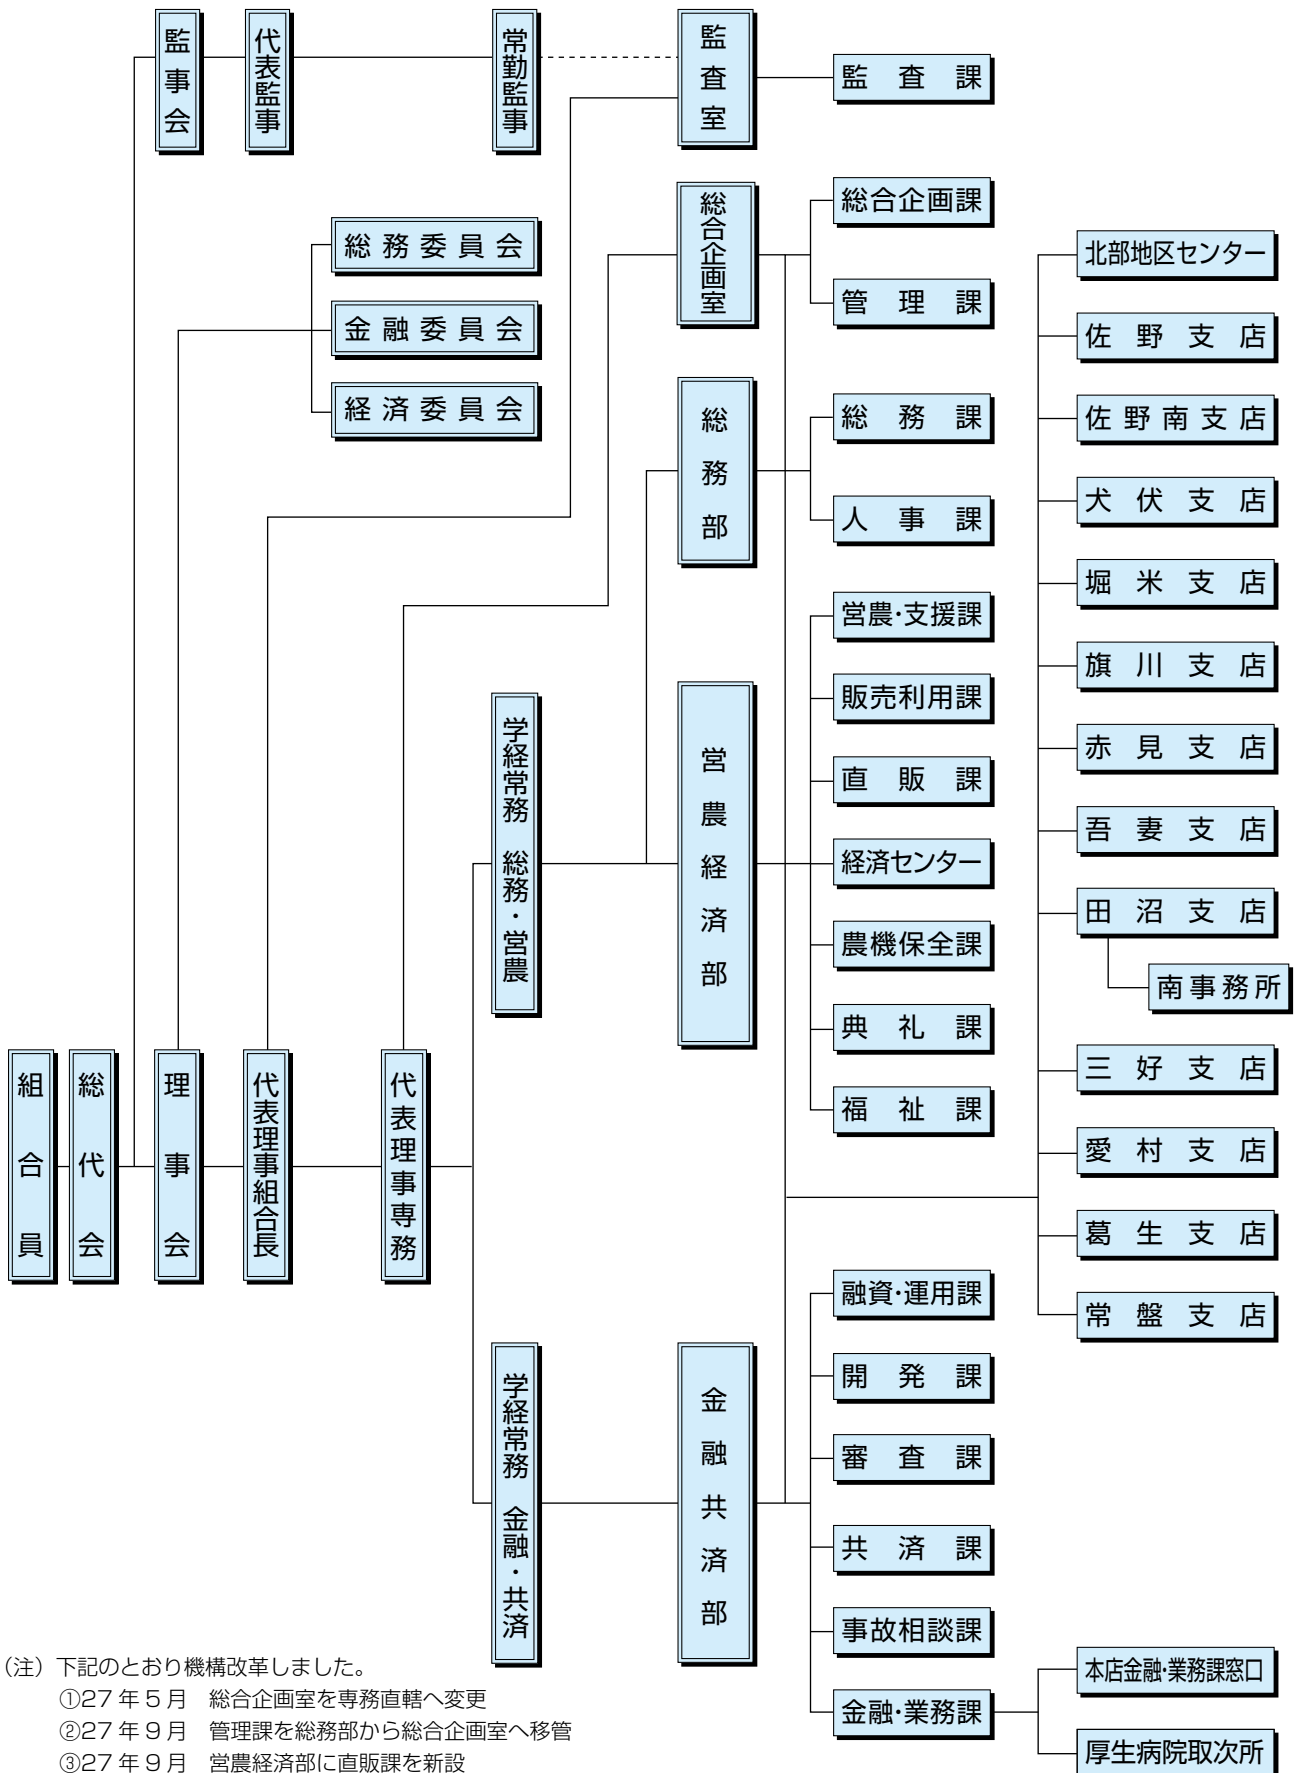 監事会
代表監事
常勤監事
監査室
監査課
総務委員会
金融委員会
経済委員会
総合企画室
総合企画課
管理課
総務部
総務課
人事課
組合員
総代会
理事会
代表理事組合長
代表理事専務
学経常務 総務・営農
営農経済部
営農・支援課
販売利用課
直販課
経済センター
農機保全課
典礼課
福祉課
学経常務 金融・共済
金融共済部
融資・運用課
開発課
審査課
共済課
事故相談課
金融・業務課
北部地区センター
佐野支店
佐野南支店
犬伏支店
堀米支店
旗川支店
赤見支店
吾妻支店
田沼支店
南事務所
三好支店
愛村支店
葛生支店
常盤支店
本店金融・業務課窓口
厚生病院取次所
（注）下記のとおり機構改革しました。
①27年5月 総合企画室を専務直轄へ変更
②27年9月 管理課を総務部から総合企画室へ移管
③27年9月 営農経済部に直販課を新設